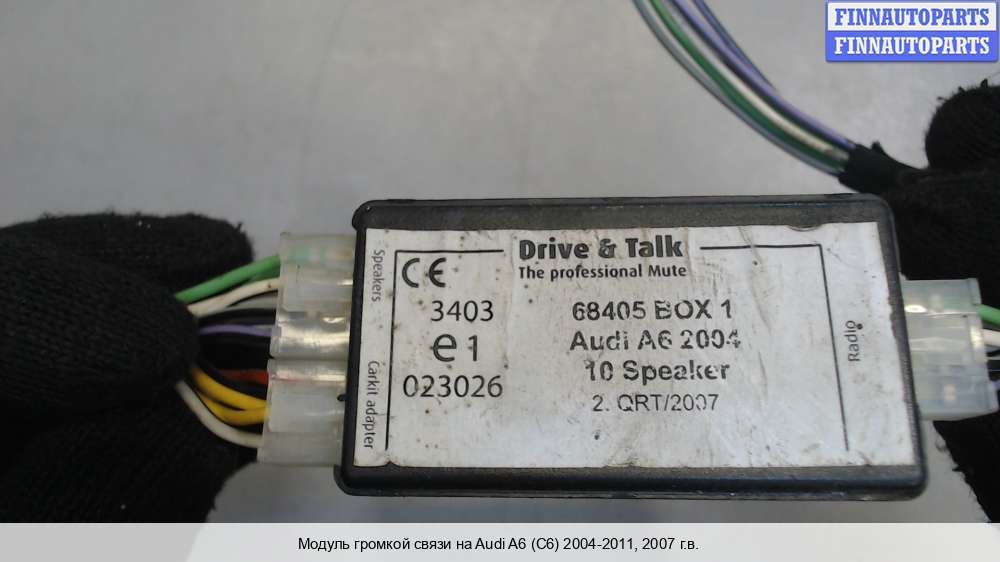 FINNAUTOPARTS
FINNAUTOPARTS
Drive & Talk
The professional Mute
Speakers
CE
3403
e1
023026
Carkit adapter
68405 BOX 1
Audi A6 2004
10 Speaker
2. QRT/2007
Radio
Модуль громкой связи на Audi A6 (C6) 2004-2011, 2007 г.в.